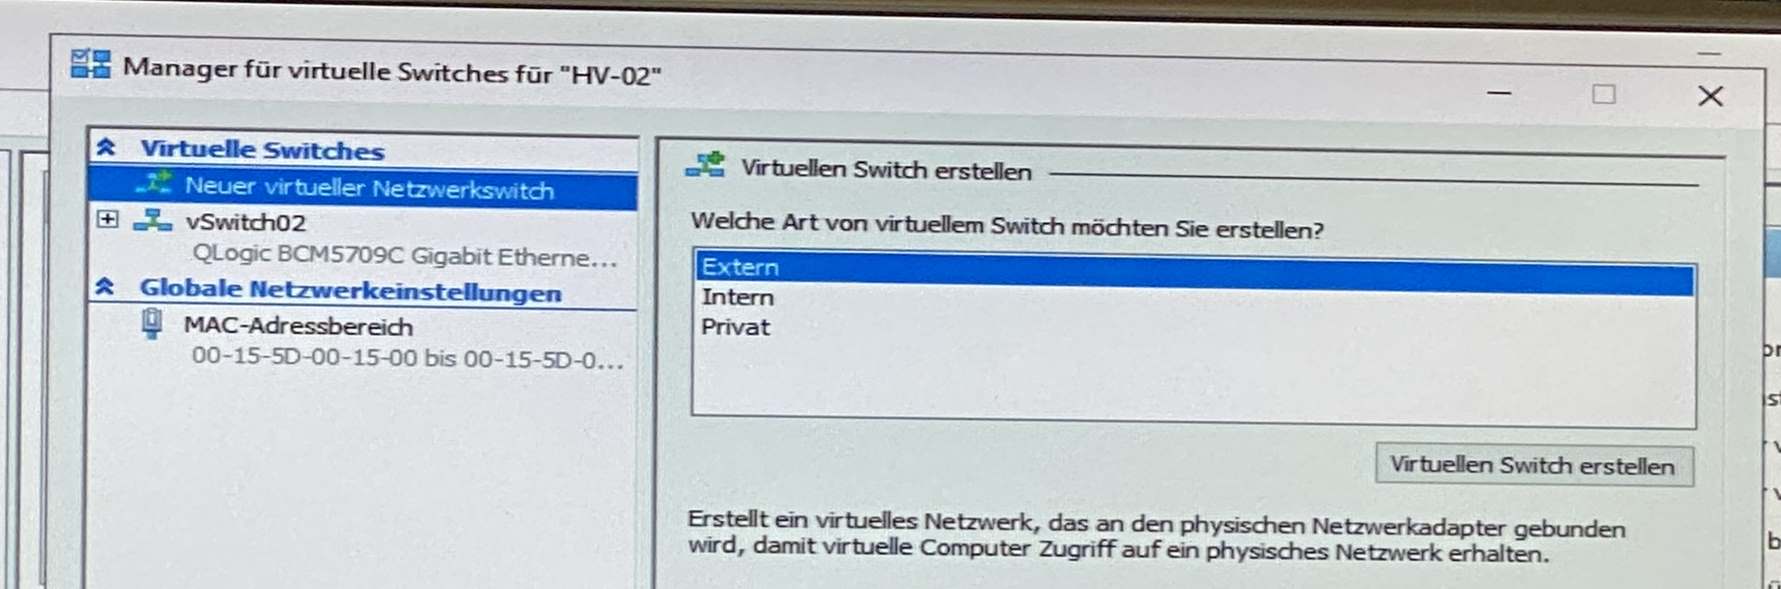 Manager für virtuelle Switches für "HV-02"
Virtuelle Switches
Neuer virtueller Netzwerkswitch
vSwitch02
QLogic BCM5709C Gigabit Etherne...
Globale Netzwerkeinstellungen
MAC-Adressbereich
00-15-5D-00-15-00 bis 00-15-5D-0...
Virtuellen Switch erstellen
Welche Art von virtuellem Switch möchten Sie erstellen?
Extern
Intern
Privat
Virtuellen Switch erstellen
Erstellt ein virtuelles Netzwerk, das an den physischen Netzwerkadapter gebunden
wird, damit virtuelle Computer Zugriff auf ein physisches Netzwerk erhalten.